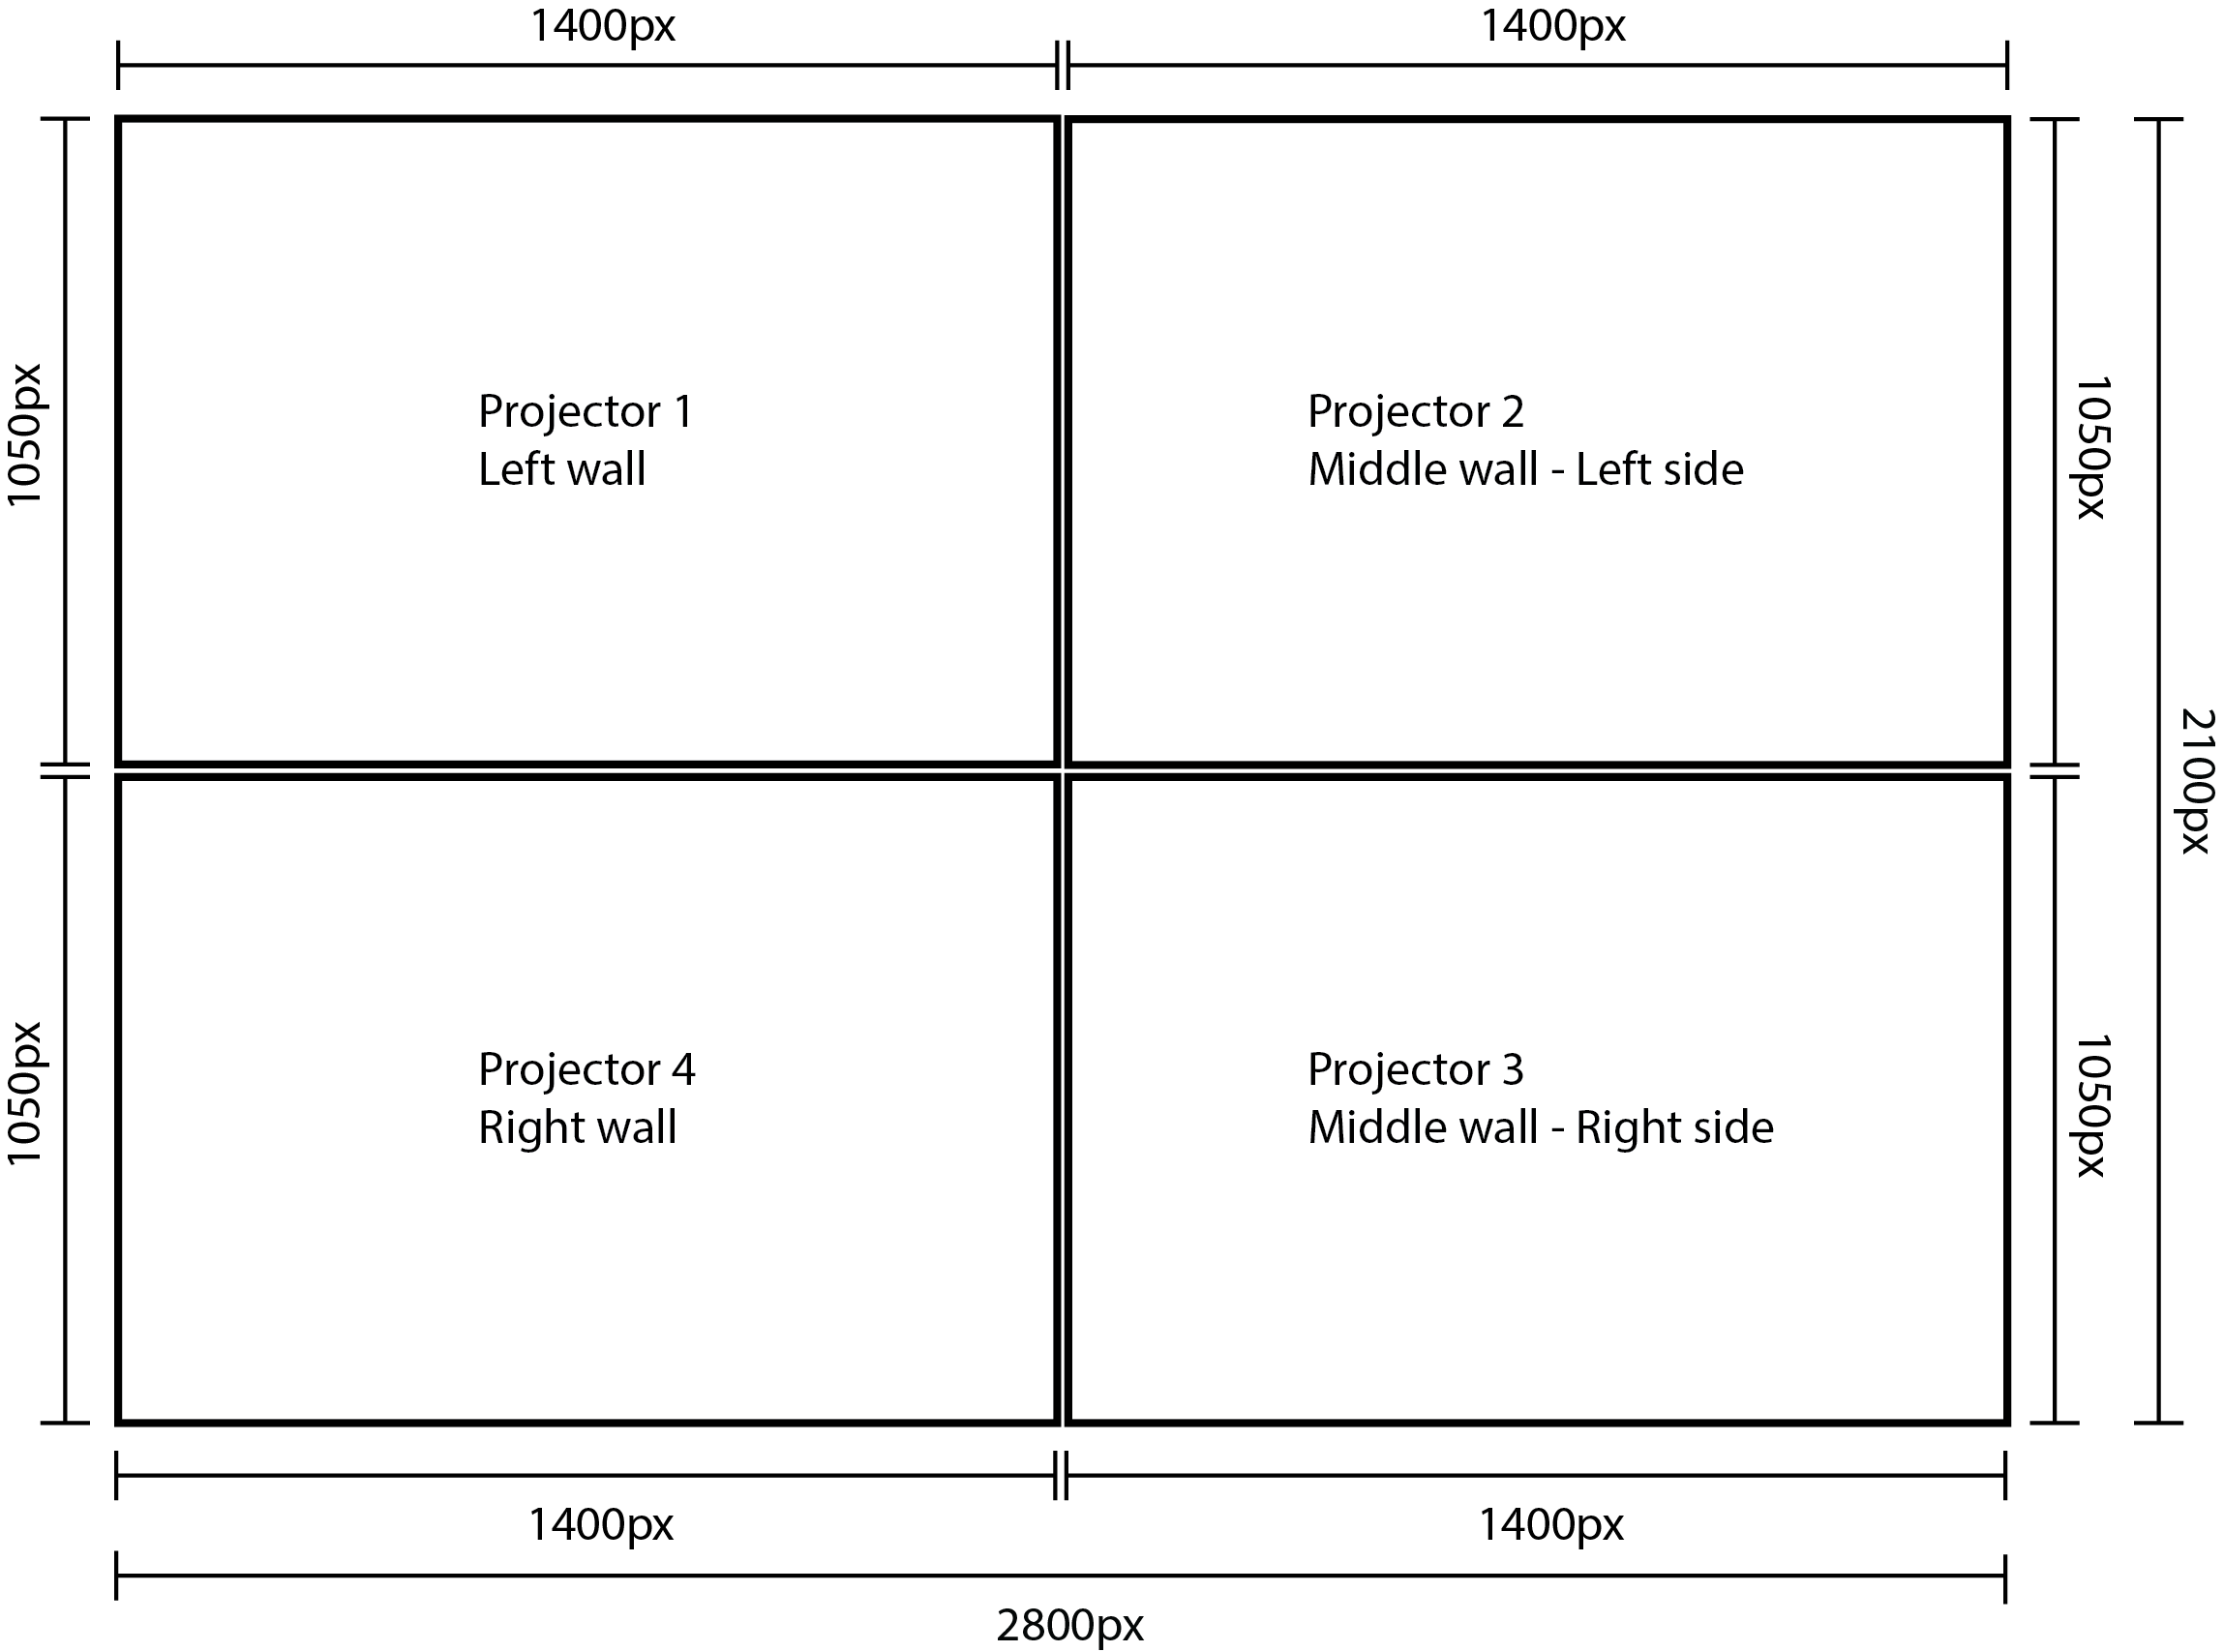 1400px
1400px
1050px
Projector 1
Left wall
Projector 2
Middle wall - Left side
1050px
2100px
1050px
Projector 4
Right wall
Projector 3
Middle wall - Right side
1050px
1400px
1400px
2800px